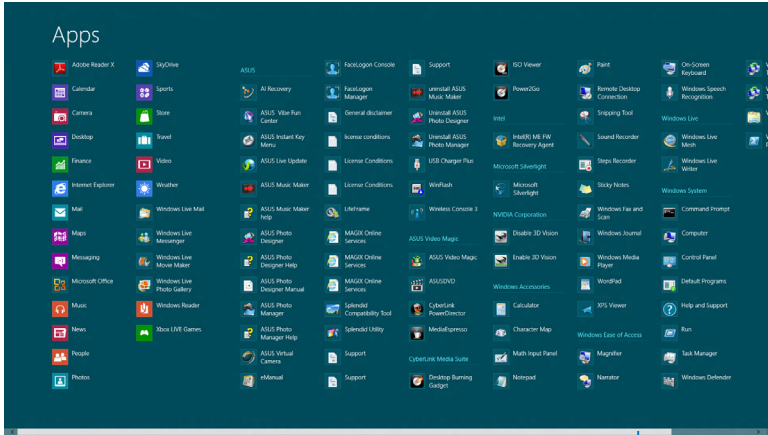 Apps
Adobe Reader X
Calendar
Camera
Desktop
Finance
Internet Explorer
Mail
Maps
Messaging
Microsoft Office
Music
News
People
Photos
SkyDrive
Sports
Store
Travel
Video
Weather
Windows Live Mail
Windows Live
Messenger
Windows Live
Movie Maker
Windows Live
Photo Gallery
Windows Reader
Xbox LIVE Games
ASUS
AI Recovery
ASUS Vibe Fun
Center
ASUS Instant Key
Menu
ASUS Live Update
ASUS Music Maker
ASUS Music Maker
help
ASUS Photo
Designer
ASUS Photo
Designer Help
ASUS Photo
Designer Manual
ASUS Photo
Manager
ASUS Photo
Manager Help
ASUS Virtual
Camera
eManual
FaceLogon Console
FaceLogon
Manager
General disclaimer
license conditions
License Conditions
License Conditions
LifeFrame
MAGIX Online
Services
MAGIX Online
Services
Splendid
Compatibility Tool
Splendid Utility
Support
Support
Support
uninstall ASUS
Music Maker
Uninstall ASUS
Photo Designer
Uninstall ASUS
Photo Manager
USB Charger Plus
WinFlash
Wireless Console 3
ASUS Video Magic
ASUS Video Magic
ASUSDVD
CyberLink
PowerDirector
MediaEspresso
CyberLink Media Suite
Desktop Burning
Gadget
ISO Viewer
Power2Go
Intel
Intel(R) ME FW
Recovery Agent
Microsoft Silverlight
Microsoft
Silverlight
NVIDIA Corporation
Disable 3D Vision
Enable 3D Vision
Windows Accessories
Calculator
Character Map
Math Input Panel
Notepad
Paint
Remote Desktop
Connection
Snipping Tool
Sound Recorder
Steps Recorder
Sticky Notes
Windows Fax and
Scan
Windows Journal
Windows Media
Player
WordPad
XPS Viewer
Windows Ease of Access
Magnifier
Narrator
On-Screen
Keyboard
Windows Speech
Recognition
Windows Live
Windows Live
Mesh
Windows Live
Writer
Windows System
Command Prompt
Computer
Control Panel
Default Programs
Help and Support
Run
Task Manager
Windows Defender